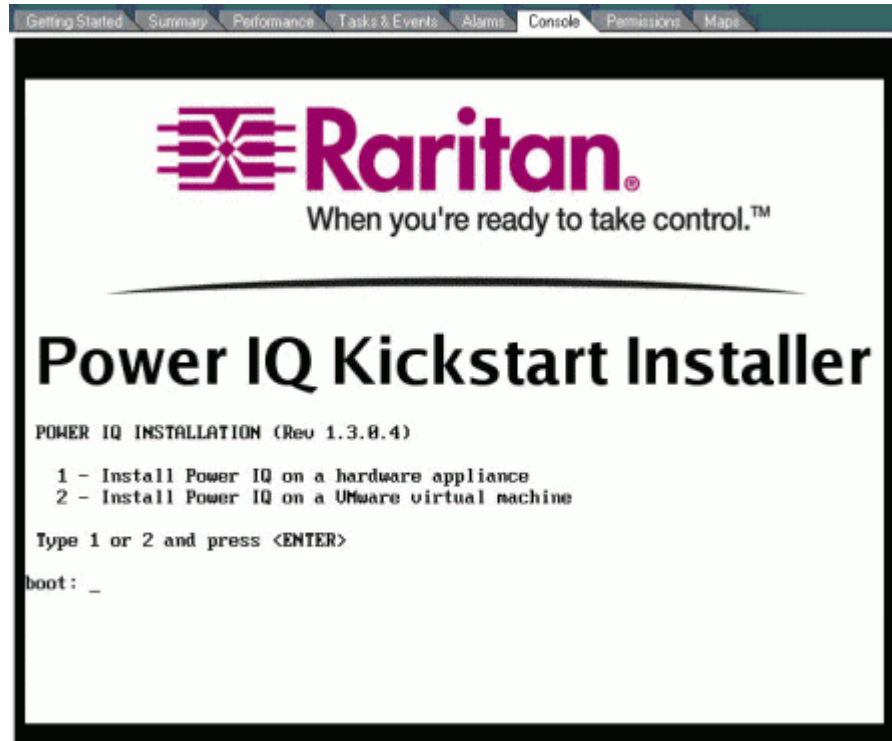 Getting Started Summary Performance Tasks & Events Alarms Console Permissions Maps
Raritan®
When you're ready to take control.™
Power IQ Kickstart Installer
POWER IQ INSTALLATION (Rev 1.3.0.4)
1 - Install Power IQ on a hardware appliance
2 - Install Power IQ on a VMware virtual machine
Type 1 or 2 and press <ENTER>
boot: _